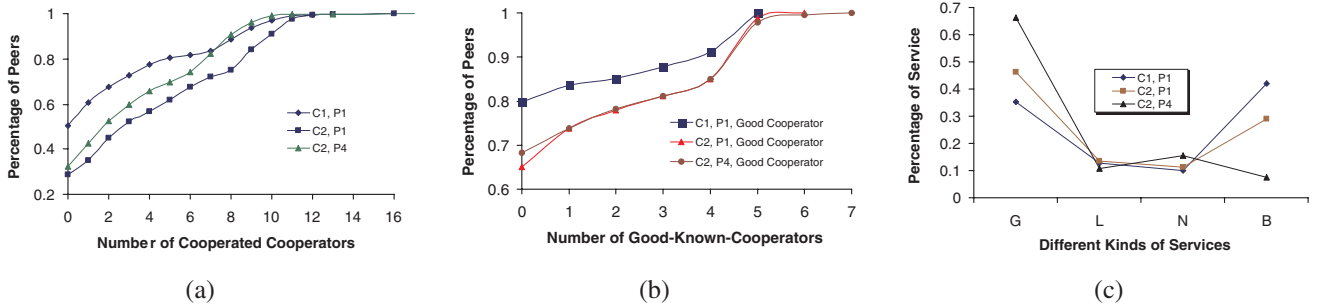 Percentage of Peers
1
0.8
0.6
0.4
0.2
0 2 4 6 8 10 12 14 16
Number of Cooperated Cooperators
C1, P1
C2, P1
C2, P4
(a)
Percentage of Peers
1
0.9
0.8
0.7
0.6
0 1 2 3 4 5 6 7
Number of Good-Known-Cooperators
C1, P1, Good Cooperator
C2, P1, Good Cooperator
C2, P4, Good Cooperator
(b)
Percentage of Service
0.7
0.6
0.5
0.4
0.3
0.2
0.1
0
G L N B
Different Kinds of Services
C1, P1
C2, P1
C2, P4
(c)